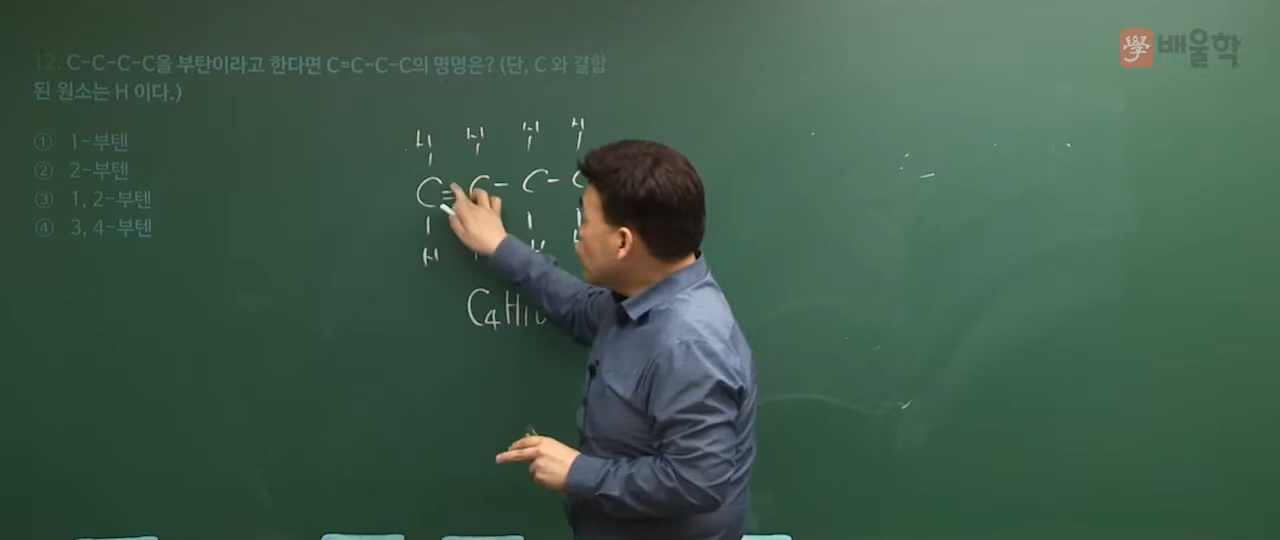 學 배울학
12. C-C-C-C을 부탄이라고 한다면 C=C-C-C의 명명은? (단, C 와 결합
된 원소는 H 이다.)
① 1-부텐
② 2-부텐
③ 1, 2-부텐
④ 3, 4-부텐
H H H H
C = C - C - C
H H H
C₄H₁₀